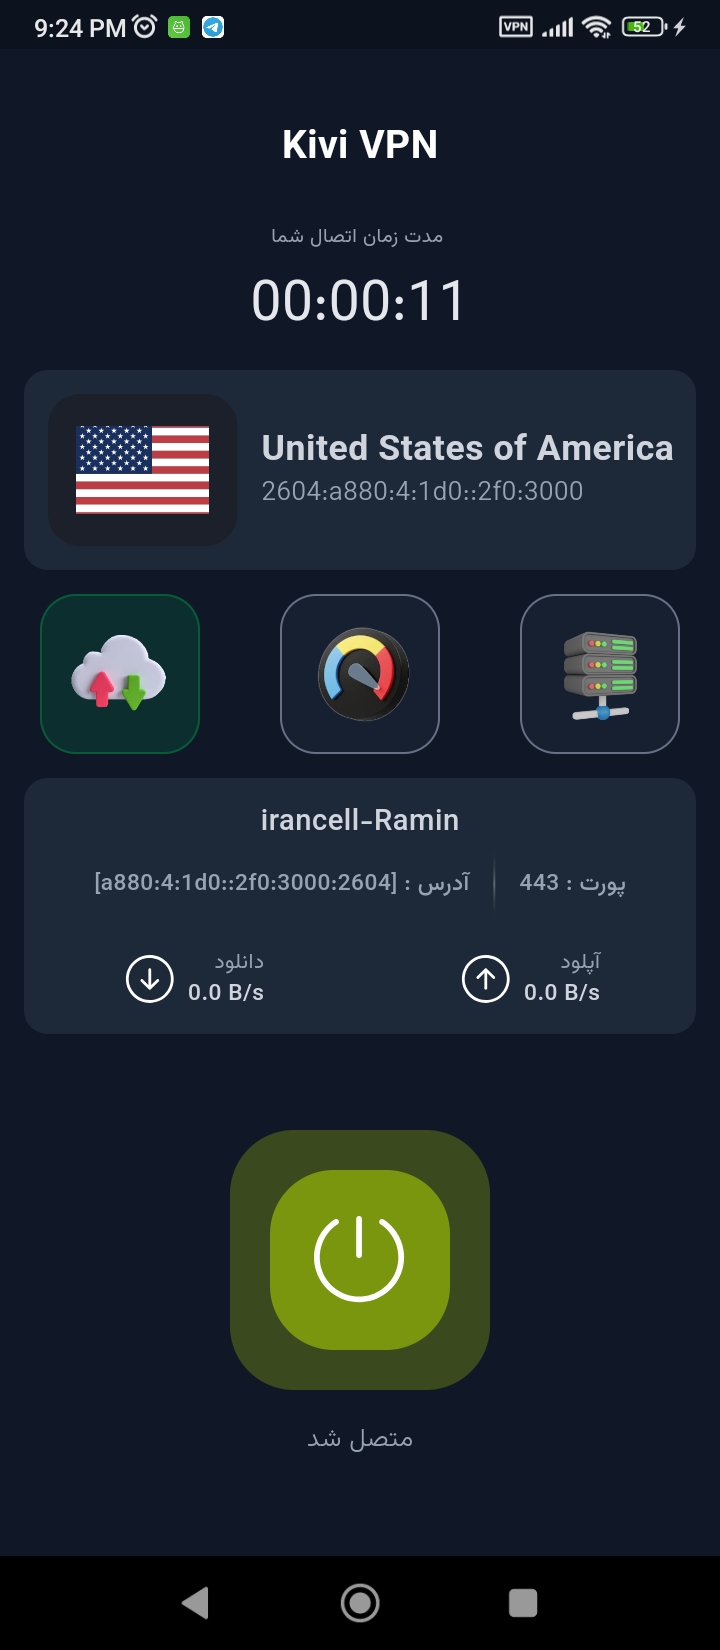 9:24 PM
VPN
52
Kivi VPN
مدت زمان اتصال شما
00:00:11
United States of America
2604:a880:4:1d0::2f0:3000
irancell-Ramin
پورت : 443
آدرس : [2604:a880:4:1d0::2f0:3000]
آپلود
0.0 B/s
دانلود
0.0 B/s
متصل شد